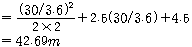 = (30/3.6)² / 2×2 + 2.5(30/3.6) + 4.5
= 42.69m